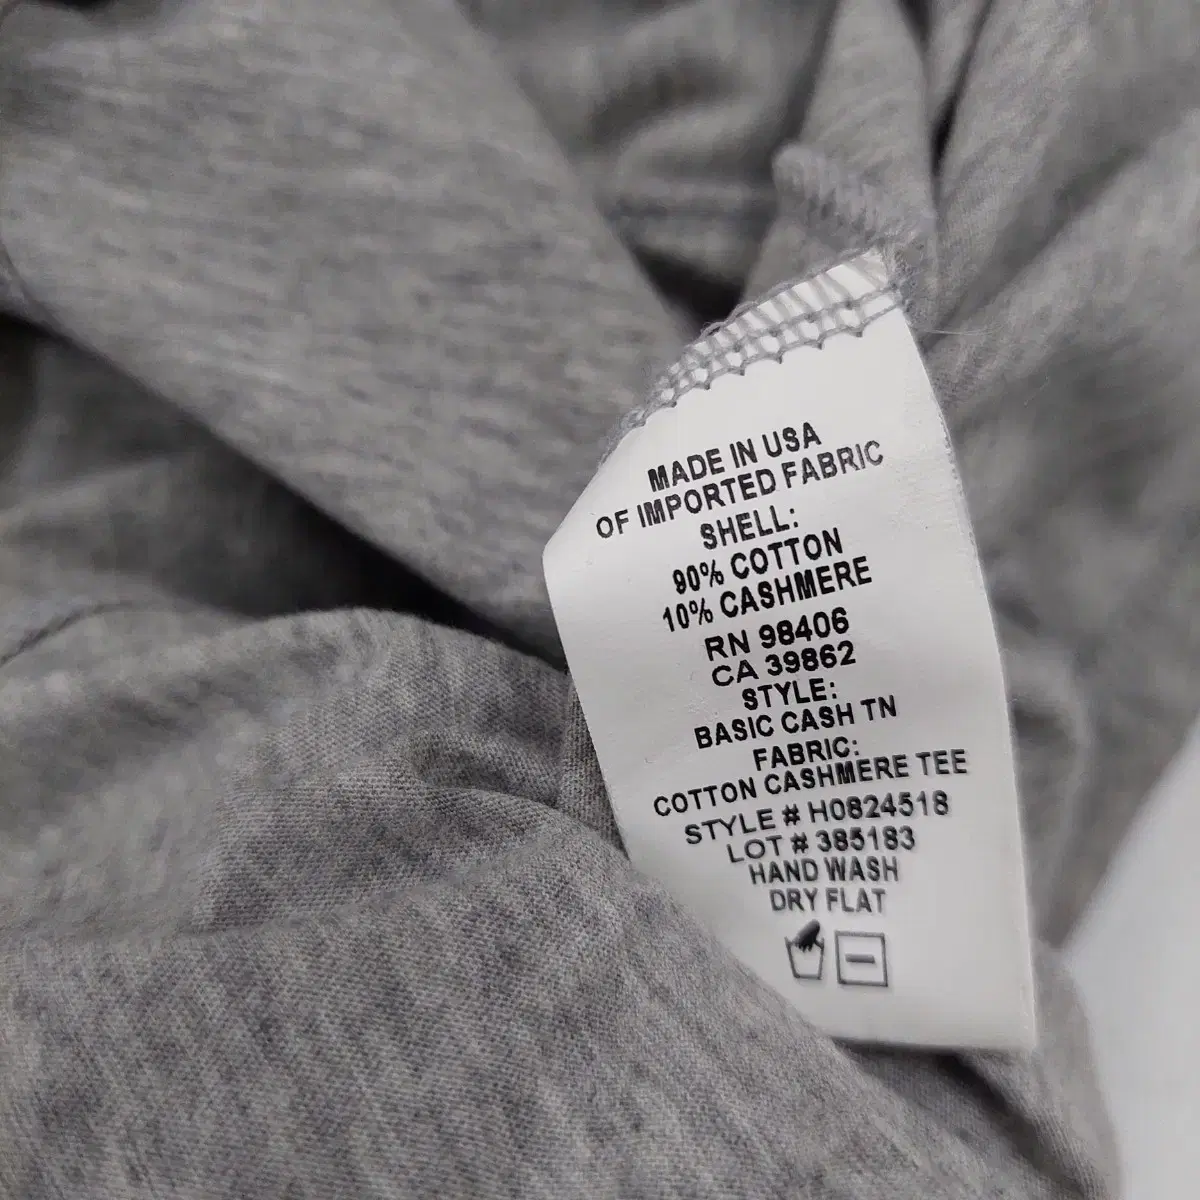 MADE IN USA
OF IMPORTED FABRIC
SHELL:
90% COTTON
10% CASHMERE
RN 98406
CA 39862
STYLE:
BASIC CASH TN
FABRIC:
COTTON CASHMERE TEE
STYLE # H0824518
LOT # 385183
HAND WASH
DRY FLAT